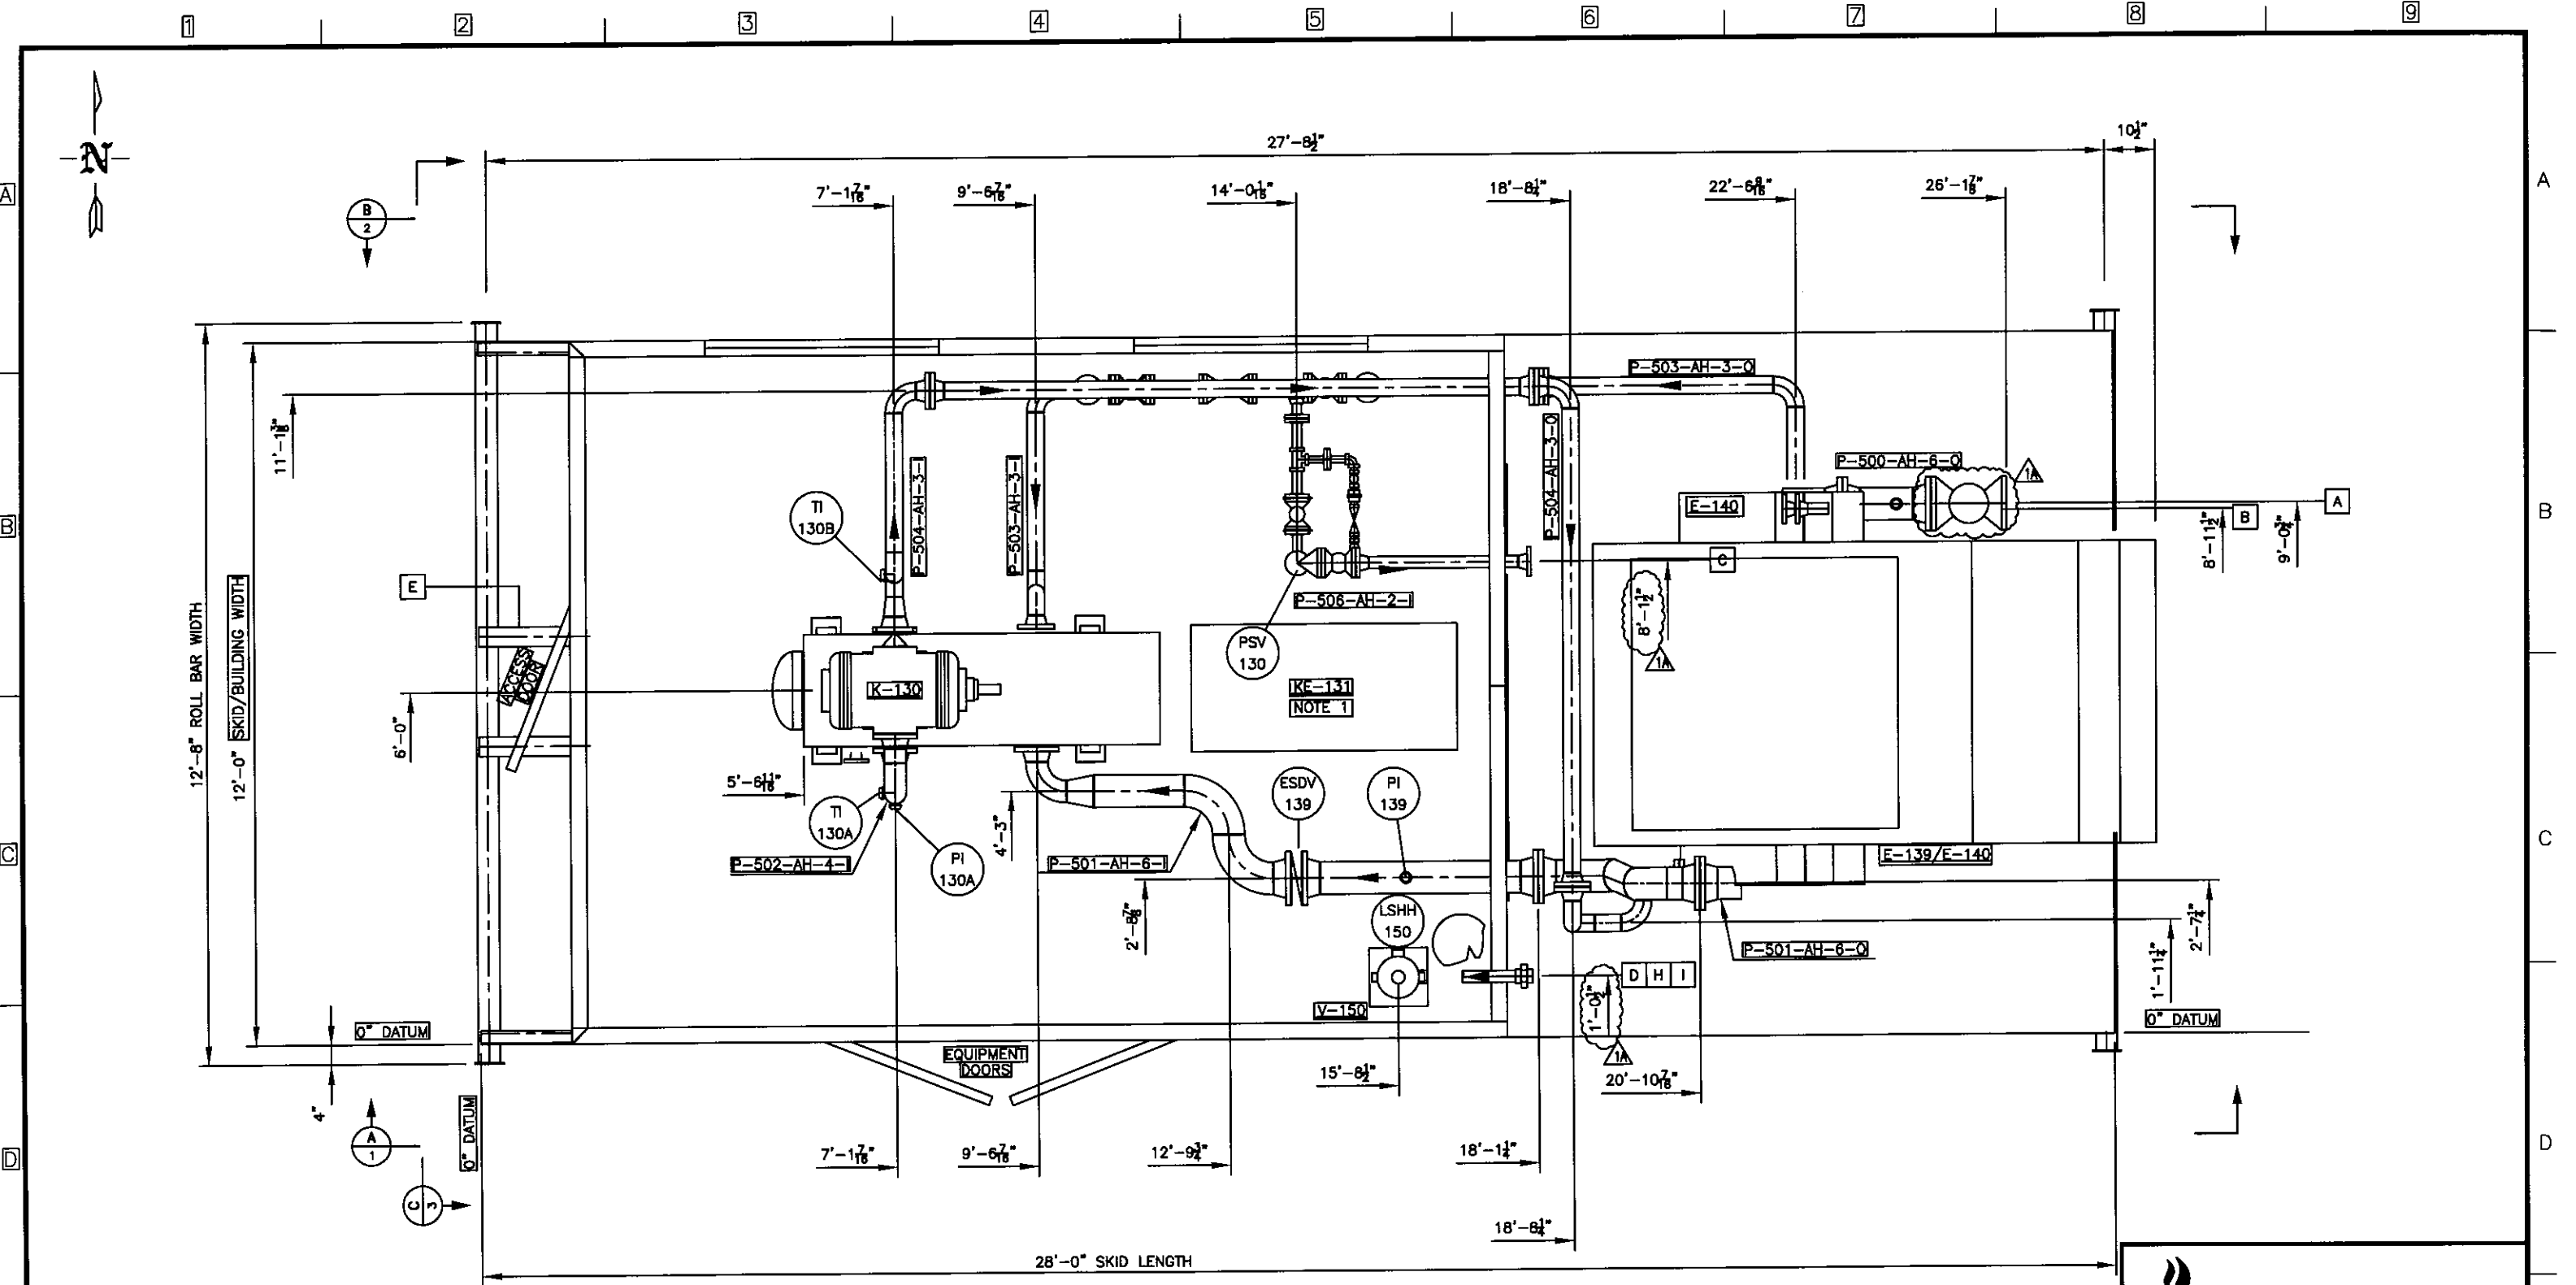 1 2 3 4 5 6 7 8 9
N
27'-8½"
10½"
A
A
7'-1 7/16"
9'-6 7/16"
14'-0 1/16"
18'-8¼"
22'-6 9/16"
26'-1 7/8"
B
2
P-503-AH-3-O
11'-1 3/8"
P-504-AH-3-I
P-503-AH-3-I
P-504-AH-3-O
P-500-AH-6-O
1A
TI
130B
E-140
A
B
B
B
8'-11½"
9'-0¾"
C
E
8'-1½"
1A
P-506-AH-2-I
PSV
130
12'-8" ROLL BAR WIDTH
12'-0" SKID/BUILDING WIDTH
ACCESS
DOOR
K-130
KE-131
NOTE 1
6'-0"
5'-6 11/16"
TI
130A
ESDV
139
PI
139
4'-3"
P-502-AH-4-I
PI
130A
P-501-AH-6-I
E-139/E-140
C
C
2'-8 7/8"
LSHH
150
2'-7¼"
1'-11¼"
P-501-AH-6-O
D H I
V-150
1'-0½"
1A
0" DATUM
0" DATUM
EQUIPMENT
DOORS
15'-8½"
20'-10 7/16"
4"
0" DATUM
A
1
D
D
7'-1 7/16"
9'-6 7/16"
12'-9¾"
18'-1¼"
C
3
18'-8¼"
28'-0" SKID LENGTH